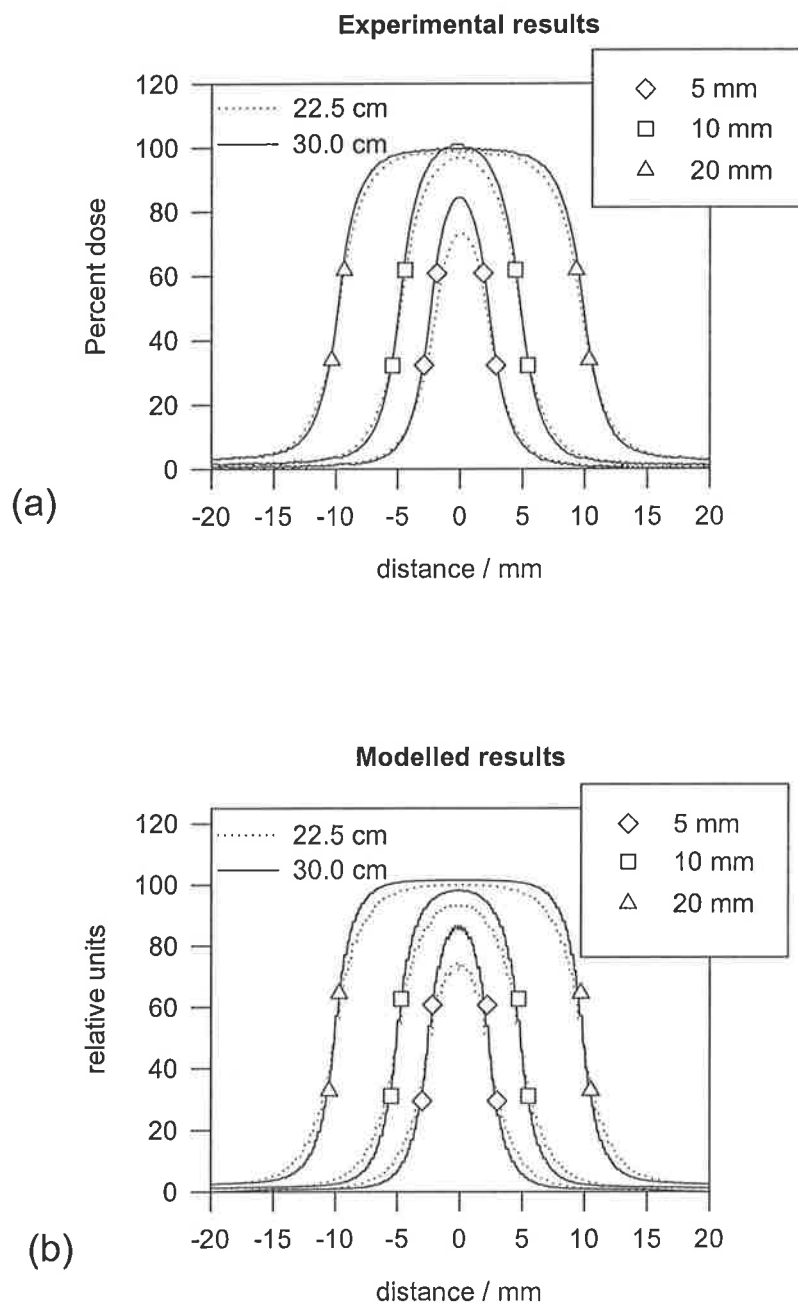 Experimental results
120
100
80
60
40
20
0
Percent dose
22.5 cm
30.0 cm
5 mm
10 mm
20 mm
-20 -15 -10 -5 0 5 10 15 20
distance / mm
(a)
Modelled results
120
100
80
60
40
20
0
relative units
22.5 cm
30.0 cm
5 mm
10 mm
20 mm
-20 -15 -10 -5 0 5 10 15 20
distance / mm
(b)